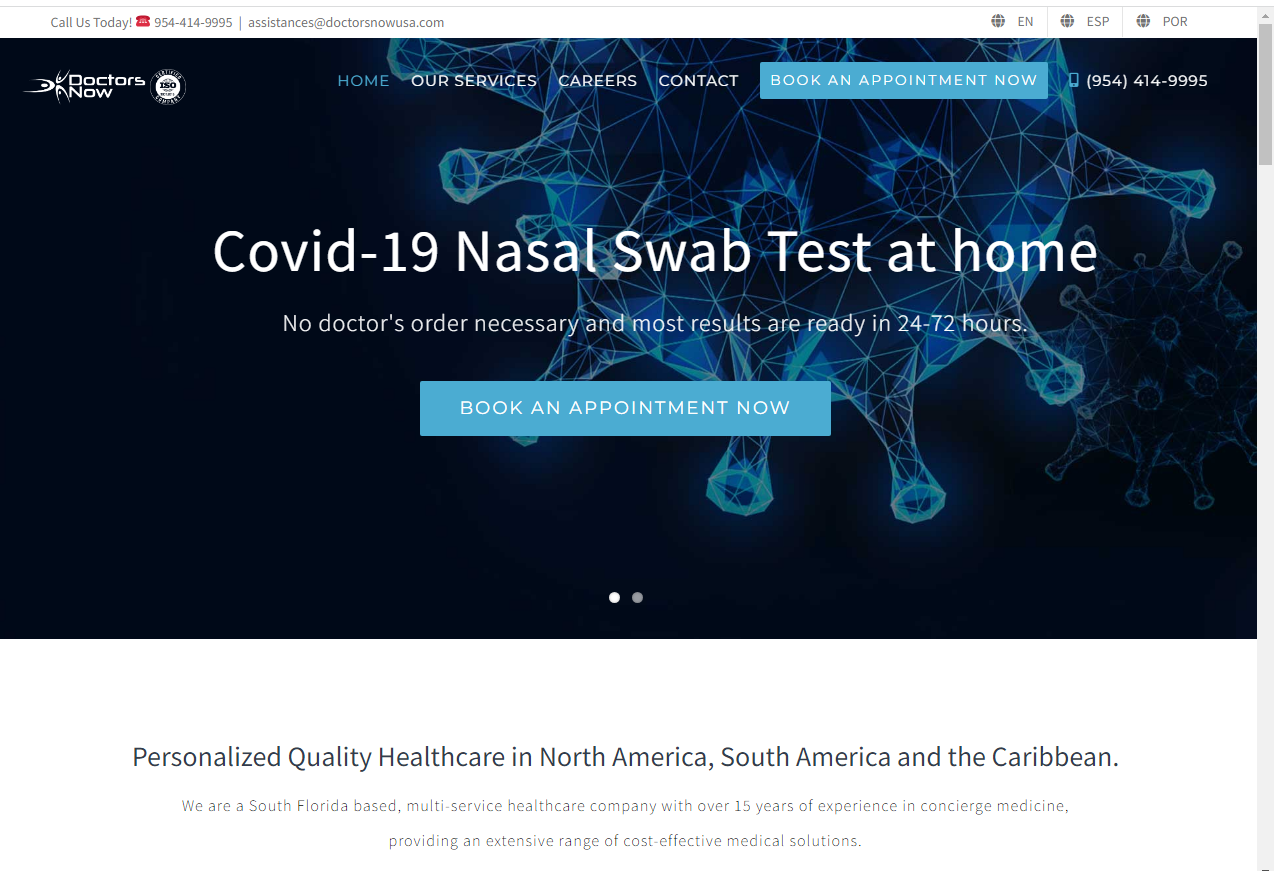 Call Us Today! ☎ 954-414-9995 | assistances@doctorsnowusa.com
EN
ESP
POR
Doctors
Now
CERTIFIED
ISO
COMPANY
HOME
OUR SERVICES
CAREERS
CONTACT
BOOK AN APPOINTMENT NOW
(954) 414-9995
Covid-19 Nasal Swab Test at home
No doctor's order necessary and most results are ready in 24-72 hours.
BOOK AN APPOINTMENT NOW
Personalized Quality Healthcare in North America, South America and the Caribbean.
We are a South Florida based, multi-service healthcare company with over 15 years of experience in concierge medicine,
providing an extensive range of cost-effective medical solutions.